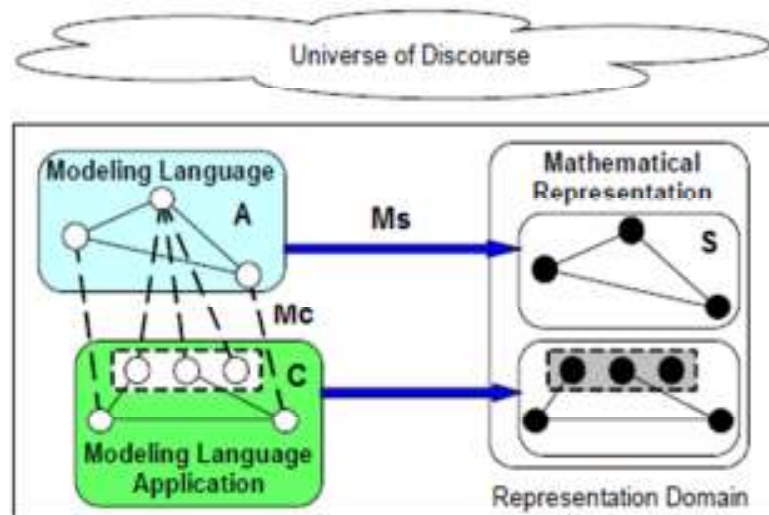 Universe of Discourse
Modeling Language
A
Ms
Mathematical
Representation
S
Mc
C
Modeling Language
Application
Representation Domain